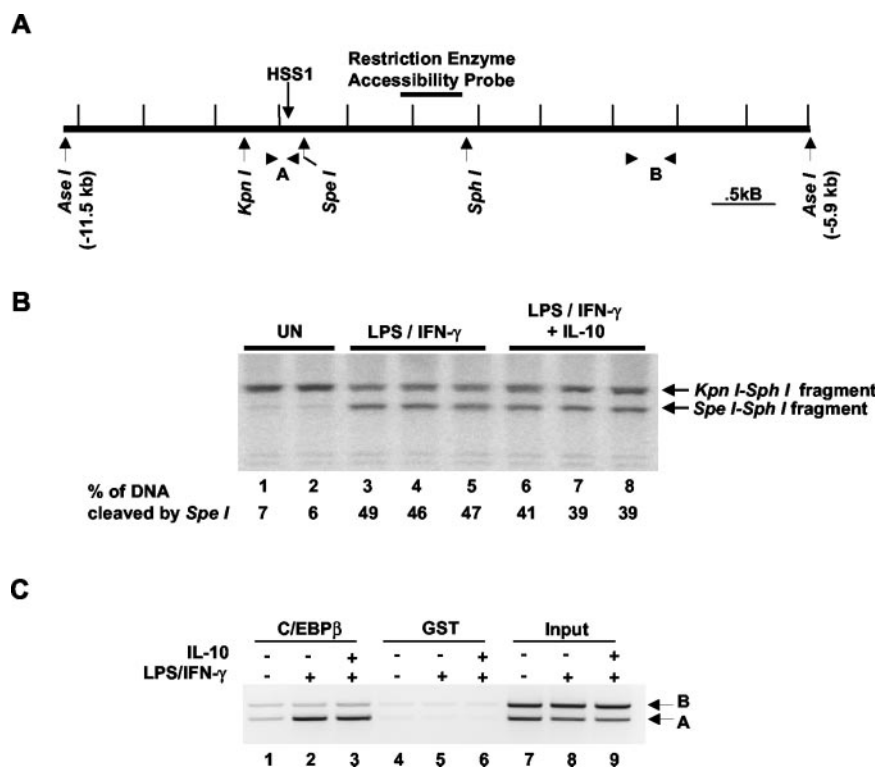 A
Restriction Enzyme
Accessibility Probe
HSS1
A
B
Ase I
(-11.5 kb)
Kpn I
Spe I
Sph I
.5kB
Ase I
(-5.9 kb)
B
UN
LPS / IFN-γ
LPS / IFN-γ
+ IL-10
Kpn I-Sph I fragment
Spe I-Sph I fragment
1 2 3 4 5 6 7 8
% of DNA
cleaved by Spe I
7 6 49 46 47 41 39 39
C
C/EBPβ GST Input
IL-10 - - + - - + - - +
LPS/IFN-γ - + + - + + - + +
B
A
1 2 3 4 5 6 7 8 9